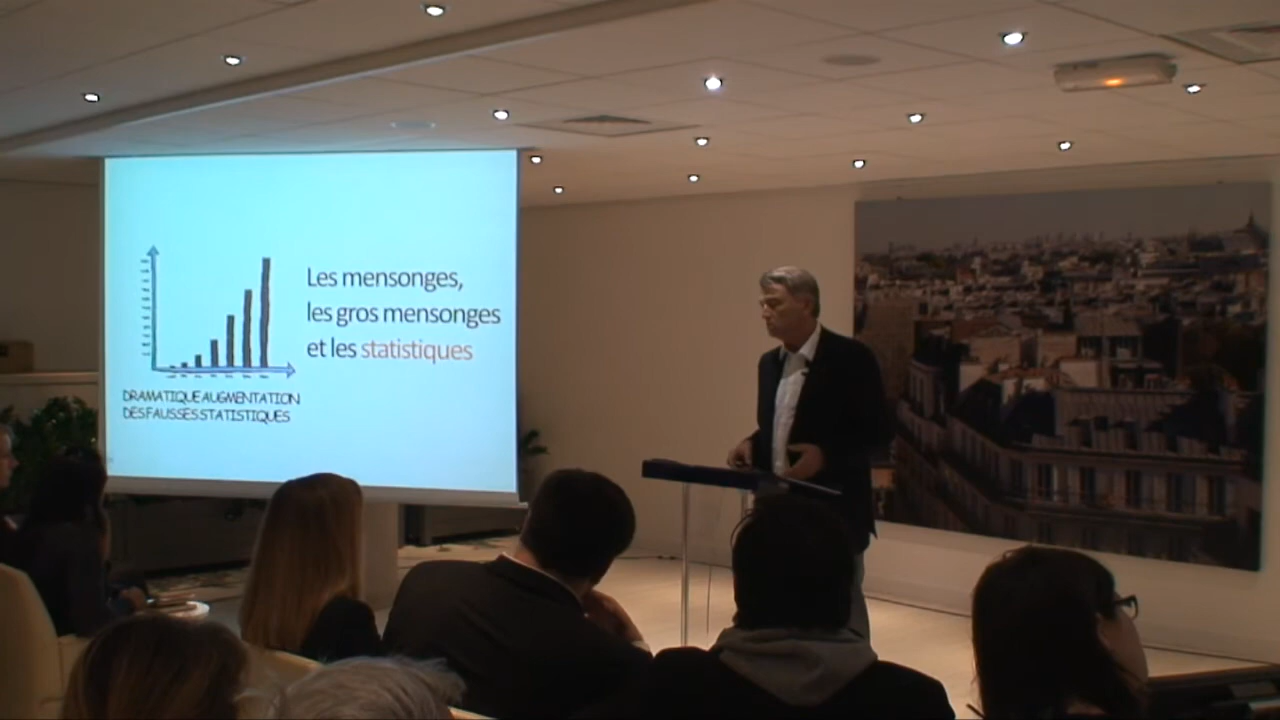 Les mensonges,
les gros mensonges
et les statistiques
DRAMATIQUE AUGMENTATION
DES FAUSSES STATISTIQUES